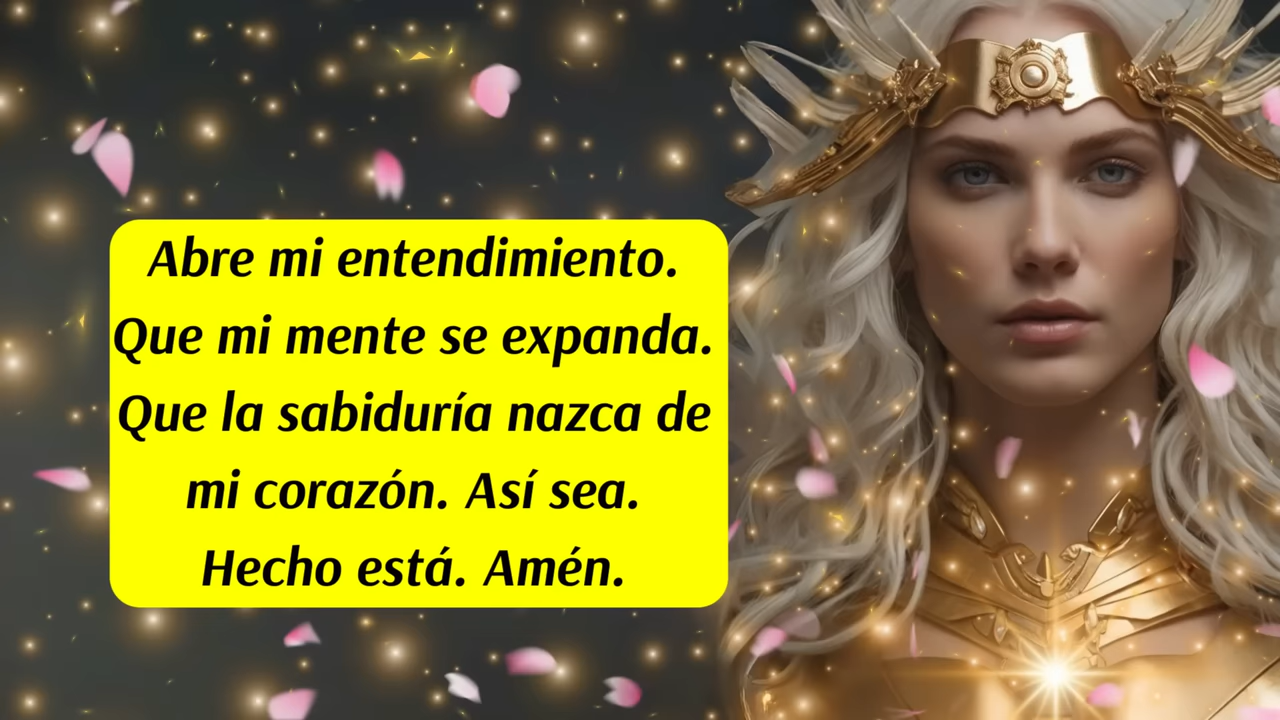 Abre mi entendimiento.
Que mi mente se expanda.
Que la sabiduría nazca de
mi corazón. Así sea.
Hecho está. Amén.